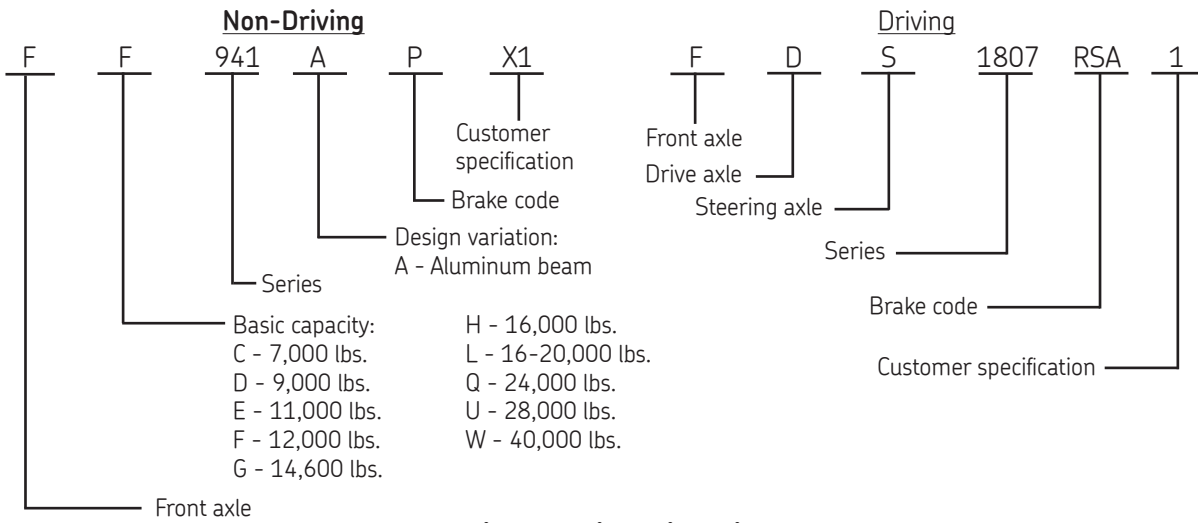 Non-Driving
F F 941 A P X1
Customer
specification
Brake code
Design variation:
A - Aluminum beam
Series
Basic capacity:
C - 7,000 lbs.
D - 9,000 lbs.
E - 11,000 lbs.
F - 12,000 lbs.
G - 14,600 lbs.
H - 16,000 lbs.
L - 16-20,000 lbs.
Q - 24,000 lbs.
U - 28,000 lbs.
W - 40,000 lbs.
Front axle
Driving
F D S 1807 RSA 1
Front axle
Drive axle
Steering axle
Series
Brake code
Customer specification